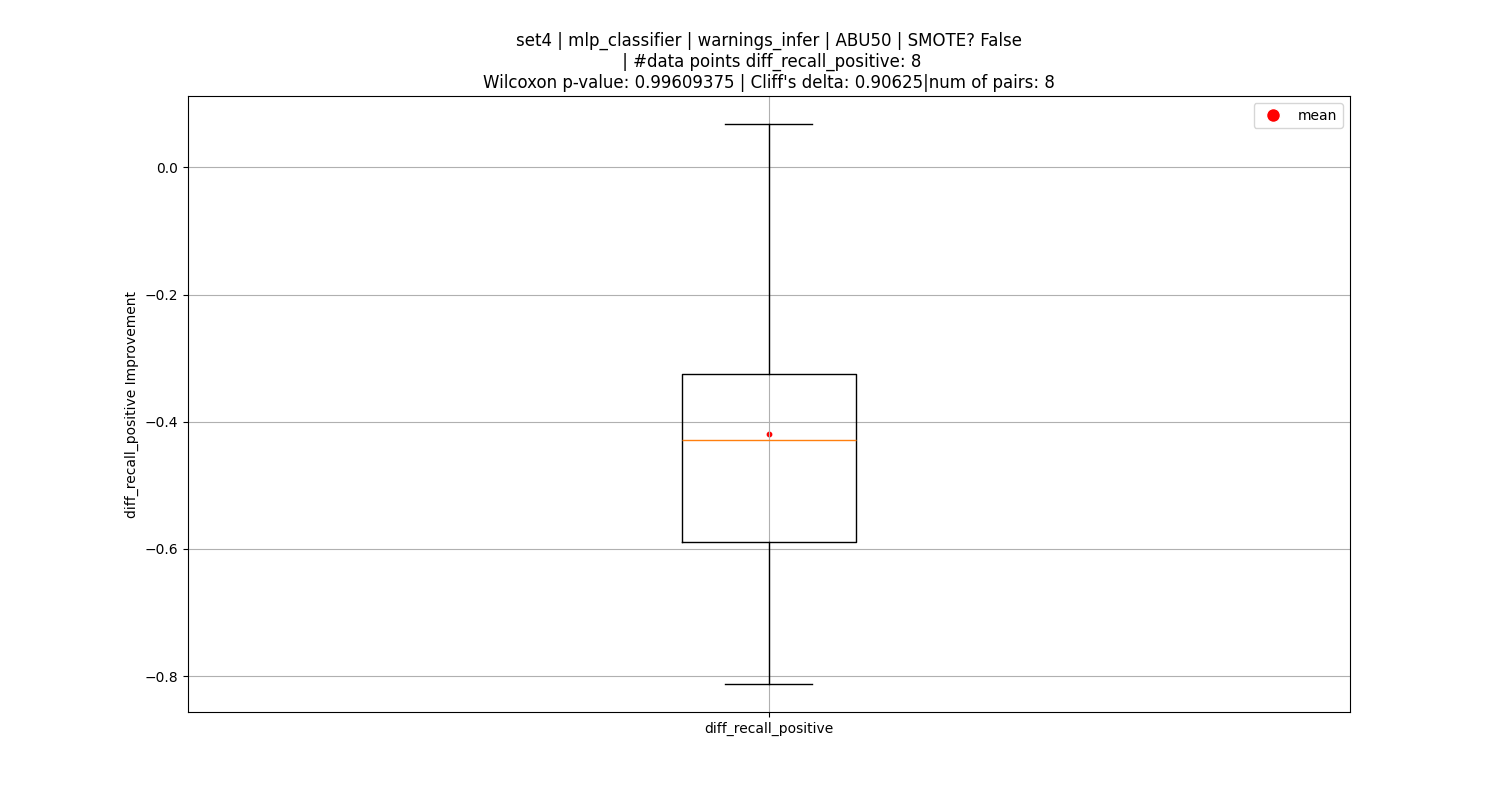 set4 | mlp_classifier | warnings_infer | ABU50 | SMOTE? False
| #data points diff_recall_positive: 8
Wilcoxon p-value: 0.99609375 | Cliff's delta: 0.90625|num of pairs: 8
mean
0.0
−0.2
−0.4
−0.6
−0.8
diff_recall_positive Improvement
diff_recall_positive